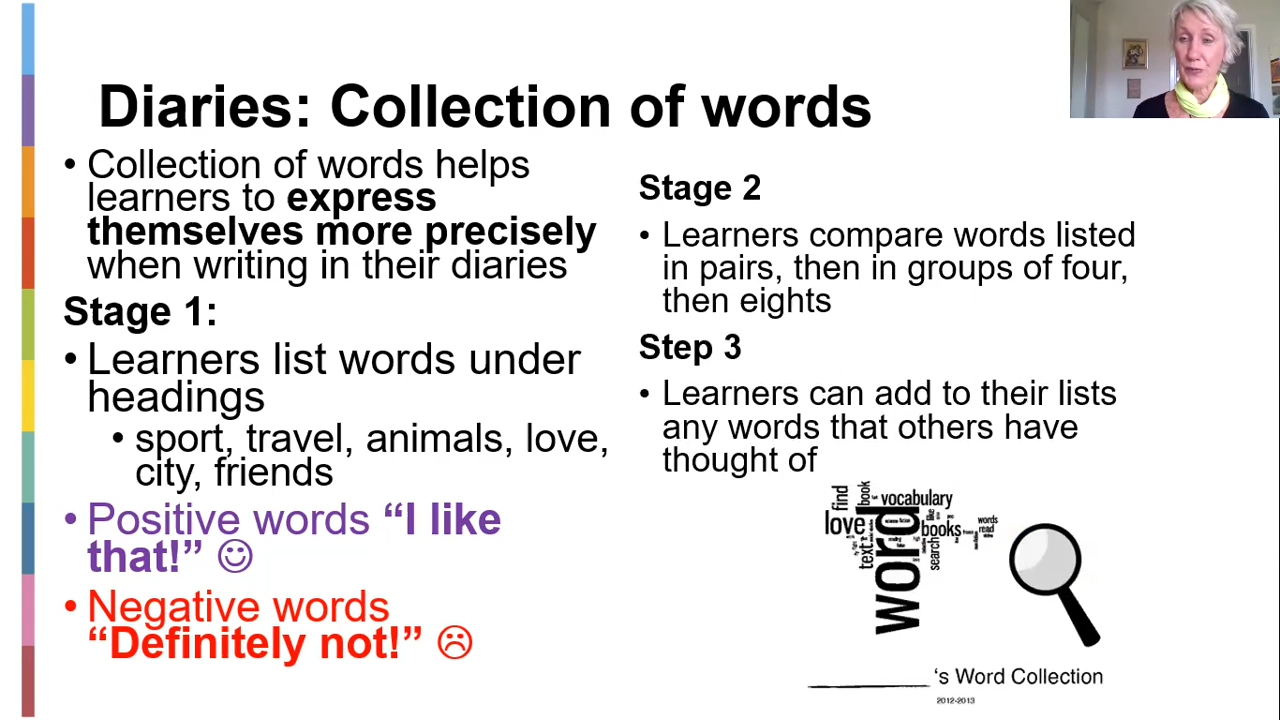 Diaries: Collection of words
• Collection of words helps
learners to express
themselves more precisely
when writing in their diaries
Stage 1:
• Learners list words under
headings
• sport, travel, animals, love,
city, friends
• Positive words “I like
that!” ☺
• Negative words
“Definitely not!” ☹
Stage 2
• Learners compare words listed
in pairs, then in groups of four,
then eights
Step 3
• Learners can add to their lists
any words that others have
thought of
find
book
vocabulary
love
word
like
books
words
read
text
search
’s Word Collection
2012-2013